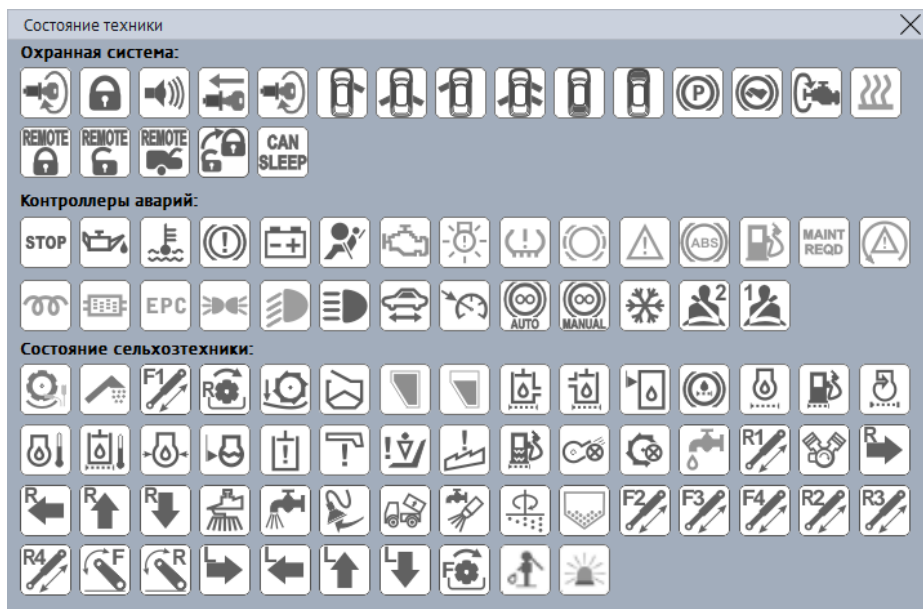 Состояние техники
Охранная система:
P
REMOTE REMOTE REMOTE CAN SLEEP
Контроллеры аварий:
STOP ABS MAINT REQD
EPC AUTO MANUAL 2 1
Состояние сельхозтехники:
F1 R
R1 R
R R R F2 F3 F4 R2 R3
R4 F R L L L L F